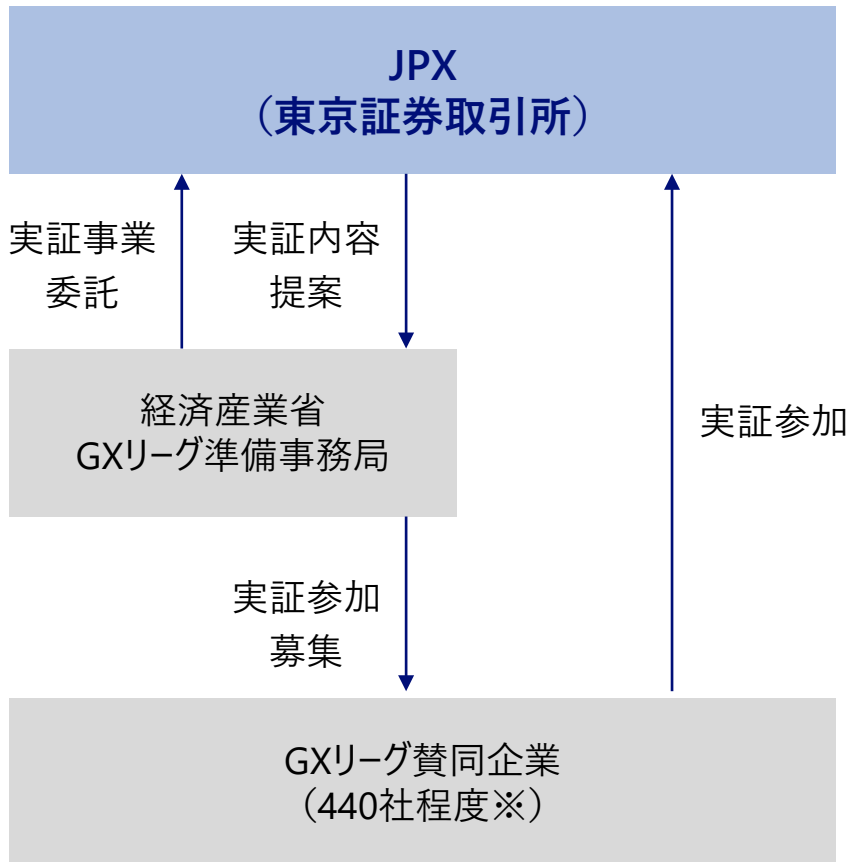 JPX
（東京証券取引所）
実証事業
委託
実証内容
提案
経済産業省
GXリーグ準備事務局
実証参加
実証参加
募集
GXリーグ賛同企業
（440社程度※）